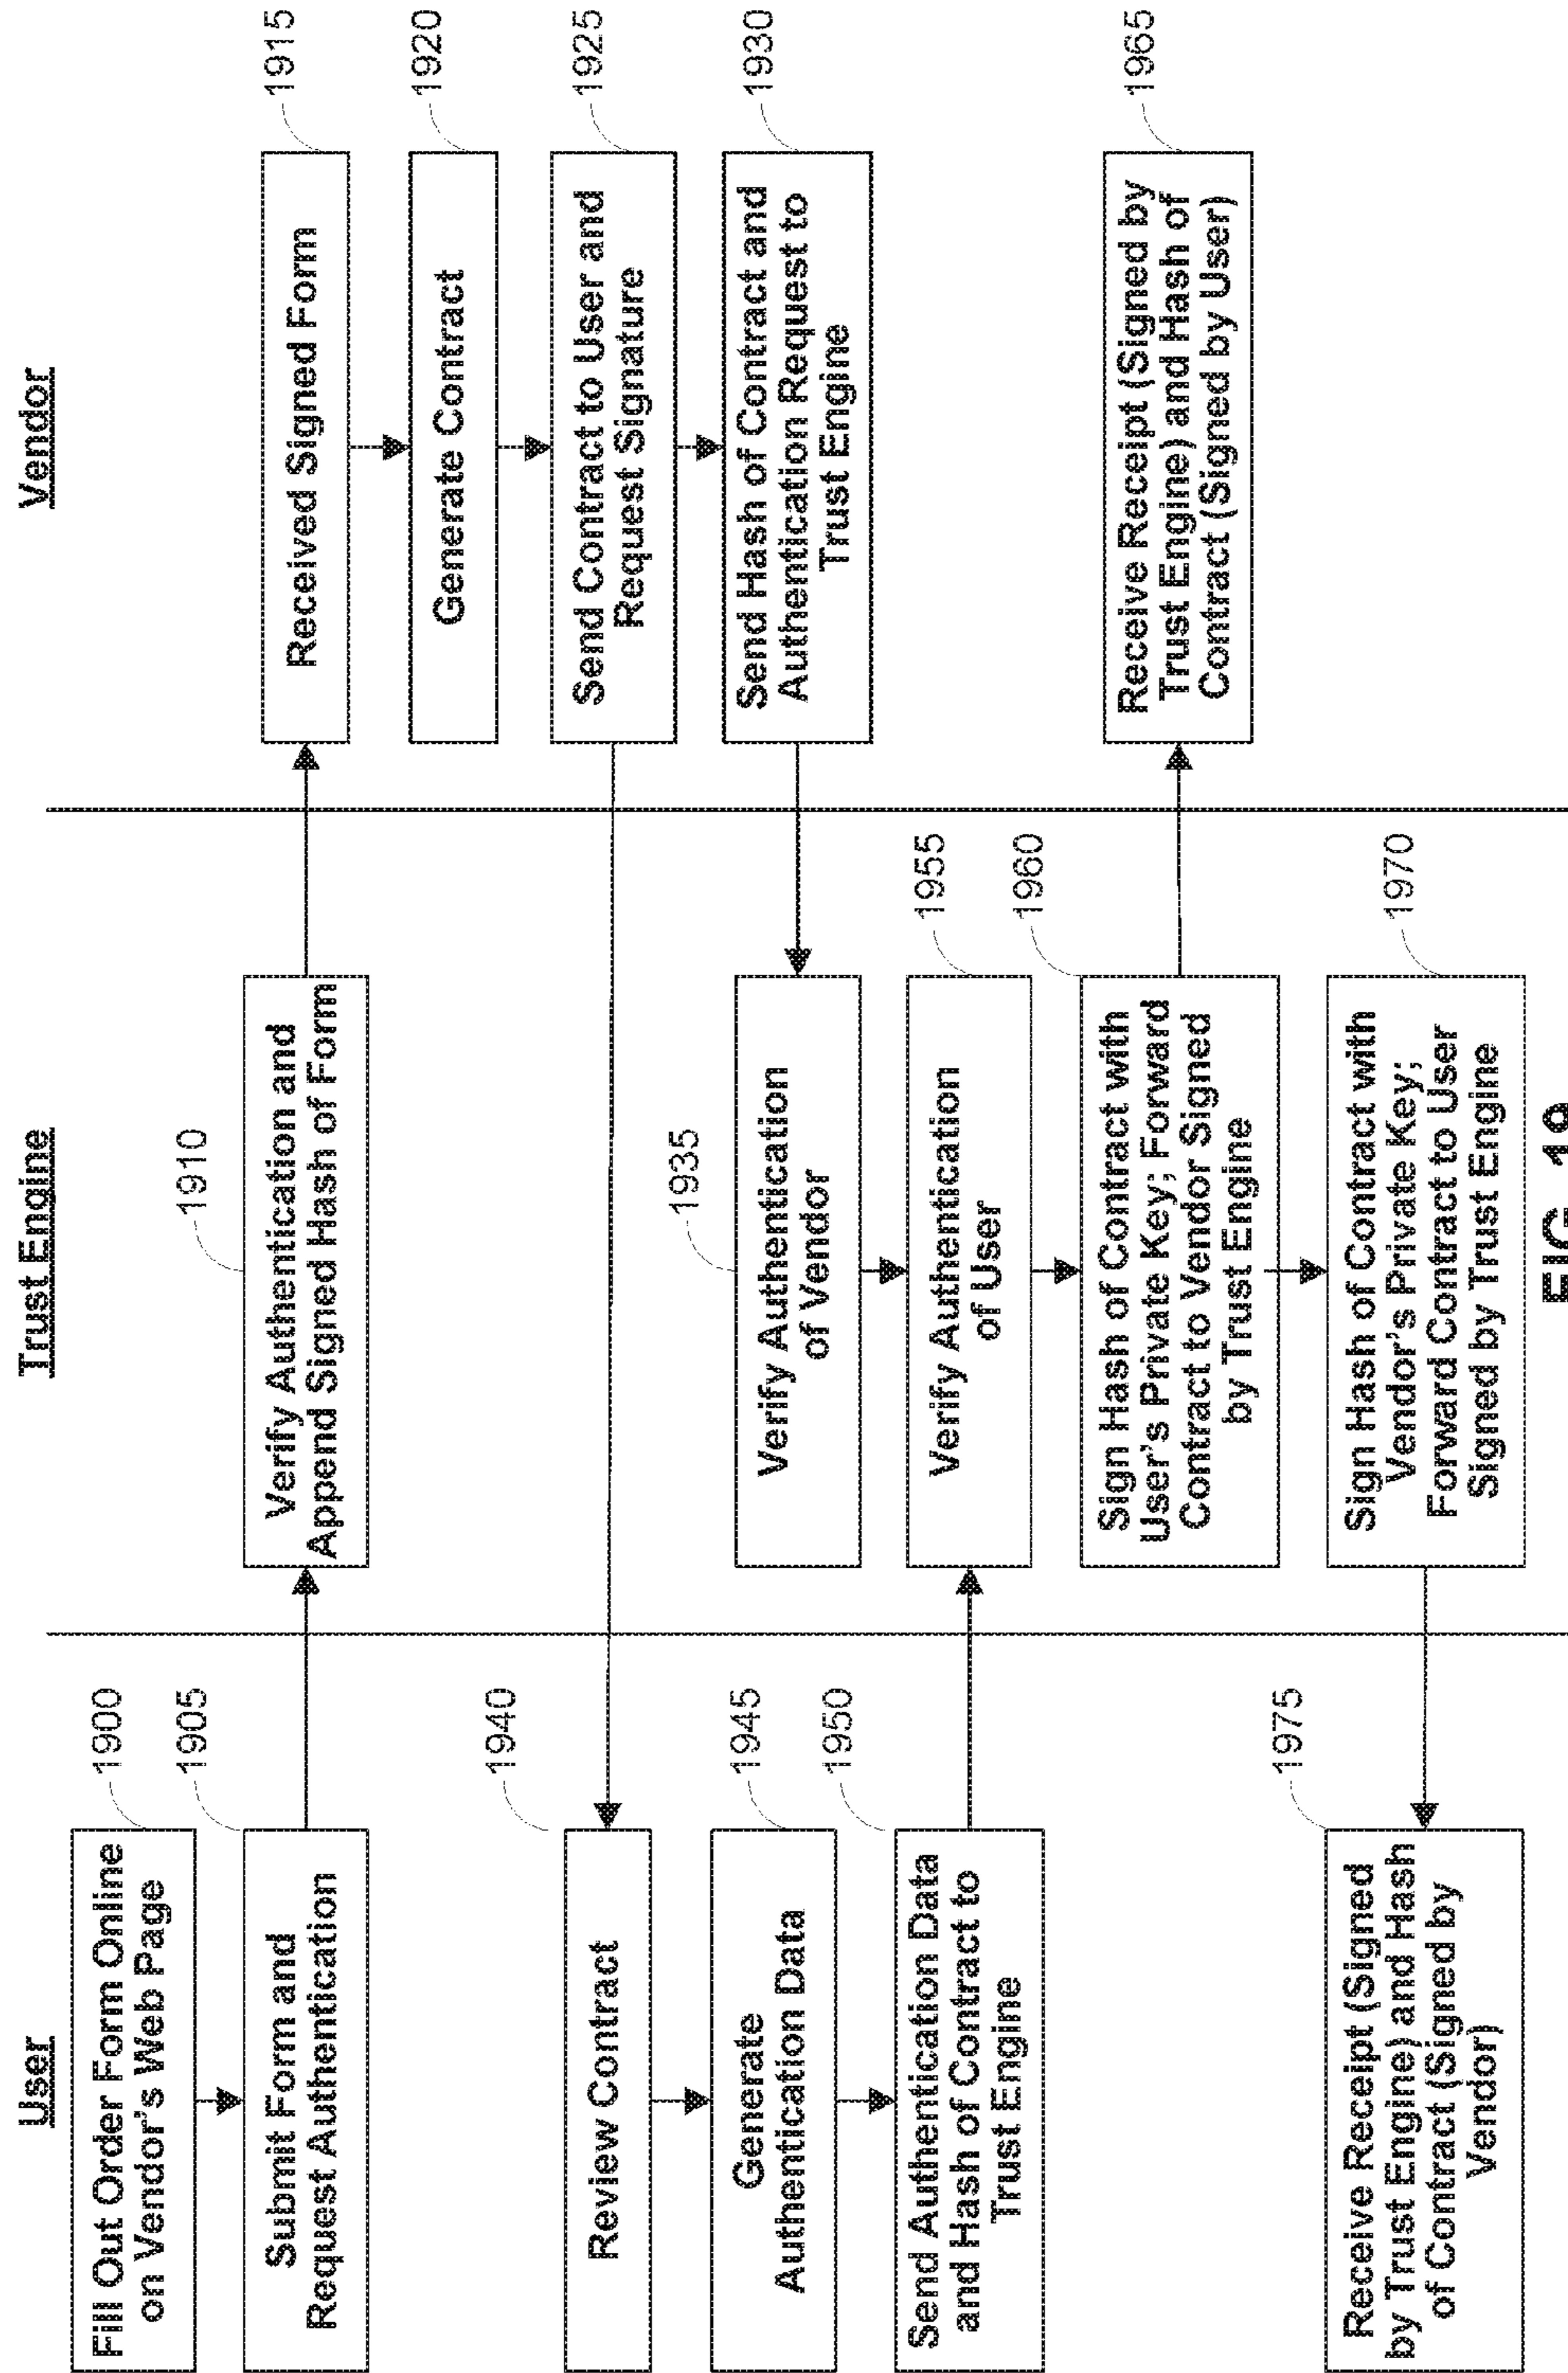 User
Trust Engine
Vendor
Fill Out Order Form Online
on Vendor's Web Page
1900
Submit Form and
Request Authentication
1905
Verify Authentication and
Append Signed Hash of Form
1910
Received Signed Form
1915
Generate Contract
1920
Send Contract to User and
Request Signature
1925
Send Hash of Contract and
Authentication Request to
Trust Engine
1930
Verify Authentication
of Vendor
1935
Review Contract
1940
Generate
Authentication Data
1945
Send Authentication Data
and Hash of Contract to
Trust Engine
1950
Verify Authentication
of User
1955
Sign Hash of Contract with
User's Private Key; Forward
Contract to Vendor Signed
by Trust Engine
1960
Receive Receipt (Signed by
Trust Engine) and Hash of
Contract (Signed by User)
1965
Sign Hash of Contract with
Vendor's Private Key;
Forward Contract to User
Signed by Trust Engine
1970
Receive Receipt (Signed
by Trust Engine) and Hash
of Contract (Signed by
Vendor)
1975
FIG. 19